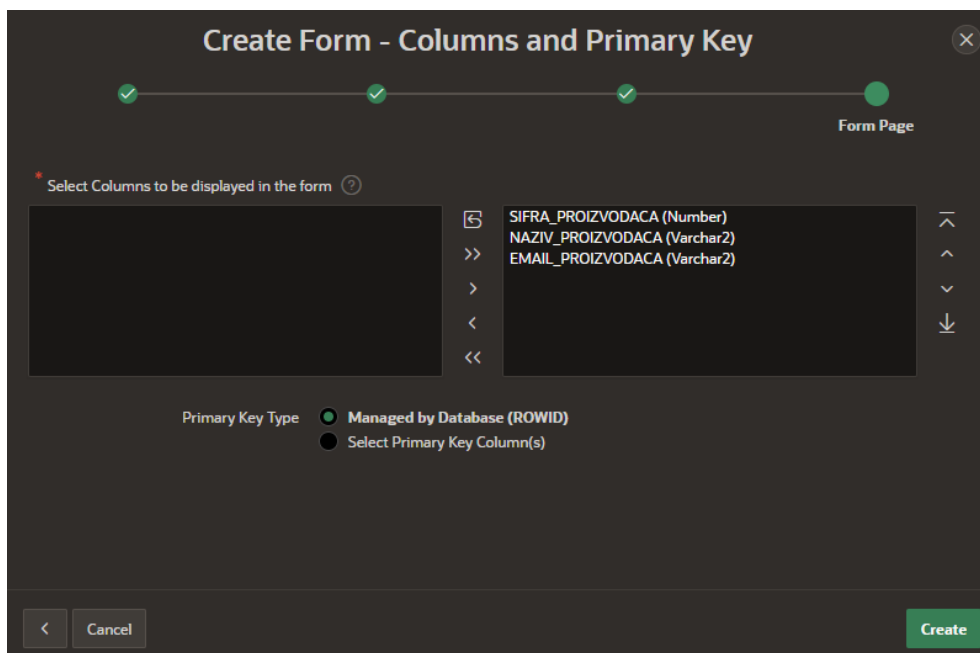 Create Form - Columns and Primary Key
Form Page
* Select Columns to be displayed in the form ?
SIFRA_PROIZVODACA (Number)
NAZIV_PROIZVODACA (Varchar2)
EMAIL_PROIZVODACA (Varchar2)
Primary Key Type
Managed by Database (ROWID)
Select Primary Key Column(s)
Cancel
Create